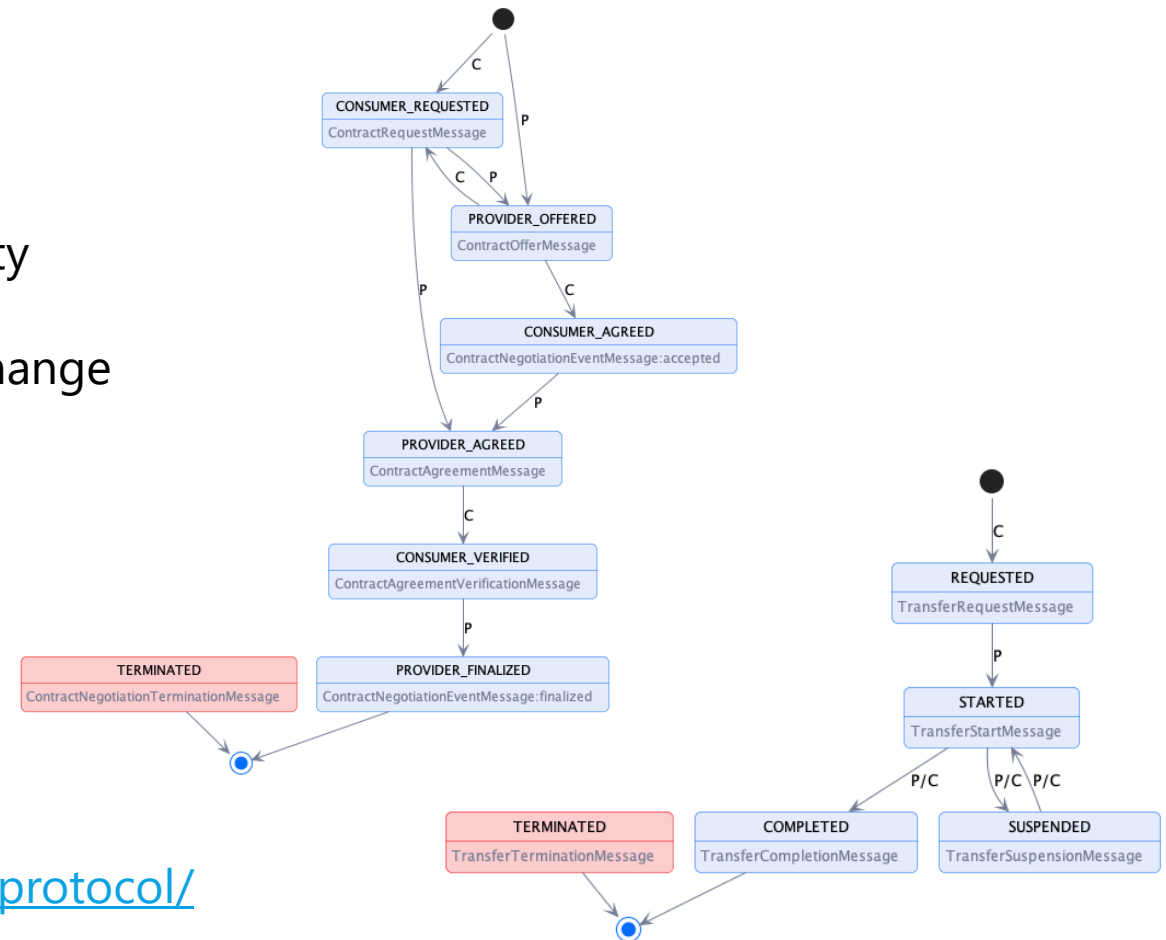 C
CONSUMER_REQUESTED
ContractRequestMessage
P
C
P
PROVIDER_OFFERED
ContractOfferMessage
ty
P
C
CONSUMER_AGREED
ContractNegotiationEventMessage:accepted
hange
P
PROVIDER_AGREED
ContractAgreementMessage
C
CONSUMER_VERIFIED
ContractAgreementVerificationMessage
P
TERMINATED
ContractNegotiationTerminationMessage
PROVIDER_FINALIZED
ContractNegotiationEventMessage:finalized
C
REQUESTED
TransferRequestMessage
P
STARTED
TransferStartMessage
P/C
P/C
P/C
TERMINATED
TransferTerminationMessage
COMPLETED
TransferCompletionMessage
SUSPENDED
TransferSuspensionMessage
protocol/